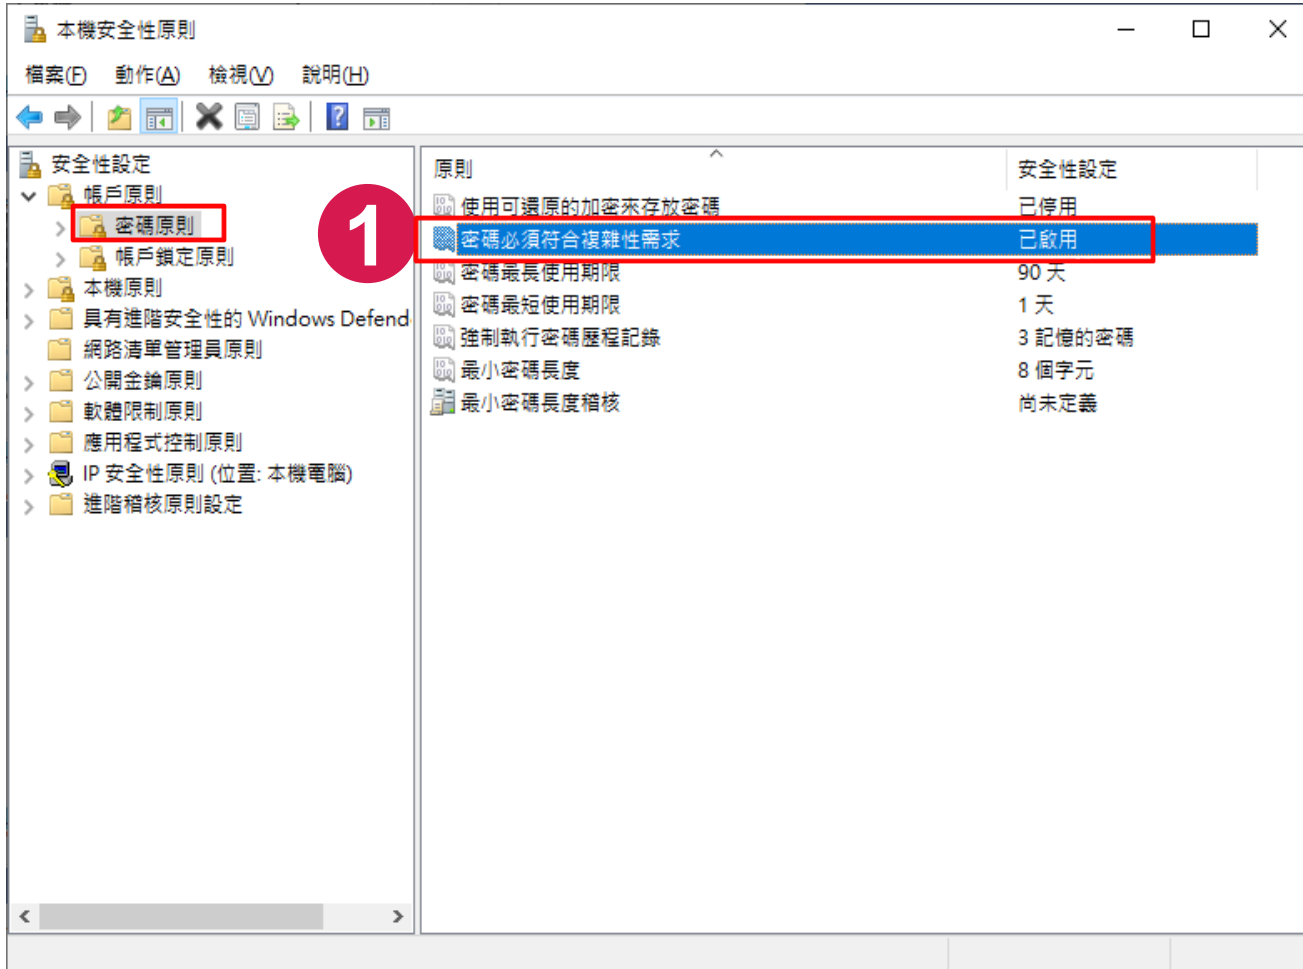 本機安全性原則
檔案(F) 動作(A) 檢視(V) 說明(H)
安全性設定
帳戶原則
密碼原則
帳戶鎖定原則
本機原則
具有進階安全性的 Windows Defend
網路清單管理員原則
公開金鑰原則
軟體限制原則
應用程式控制原則
IP 安全性原則 (位置: 本機電腦)
進階稽核原則設定
1
原則 安全性設定
使用可還原的加密來存放密碼 已停用
密碼必須符合複雜性需求 已啟用
密碼最長使用期限 90 天
密碼最短使用期限 1 天
強制執行密碼歷程記錄 3 記憶的密碼
最小密碼長度 8 個字元
最小密碼長度稽核 尚未定義